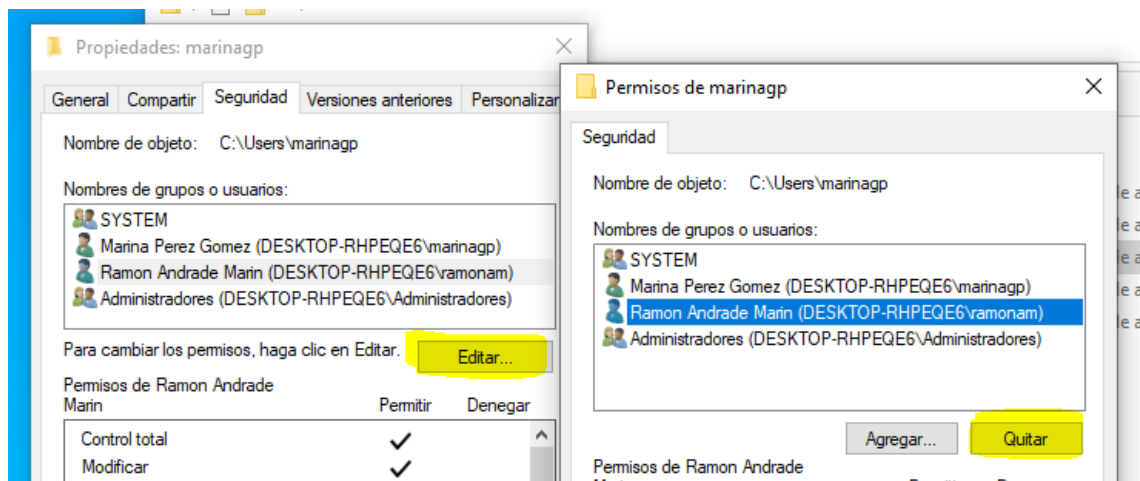 Propiedades: marinagp
General Compartir Seguridad Versiones anteriores Personalizar
Nombre de objeto: C:\Users\marinagp
Nombres de grupos o usuarios:
SYSTEM
Marina Perez Gomez (DESKTOP-RHPEQE6\marinagp)
Ramon Andrade Marin (DESKTOP-RHPEQE6\ramonam)
Administradores (DESKTOP-RHPEQE6\Administradores)
Para cambiar los permisos, haga clic en Editar.
Editar...
Permisos de Ramon Andrade
Marin Permitir Denegar
Control total
Modificar
Permisos de marinagp
Seguridad
Nombre de objeto: C:\Users\marinagp
Nombres de grupos o usuarios:
SYSTEM
Marina Perez Gomez (DESKTOP-RHPEQE6\marinagp)
Ramon Andrade Marin (DESKTOP-RHPEQE6\ramonam)
Administradores (DESKTOP-RHPEQE6\Administradores)
Agregar... Quitar
Permisos de Ramon Andrade